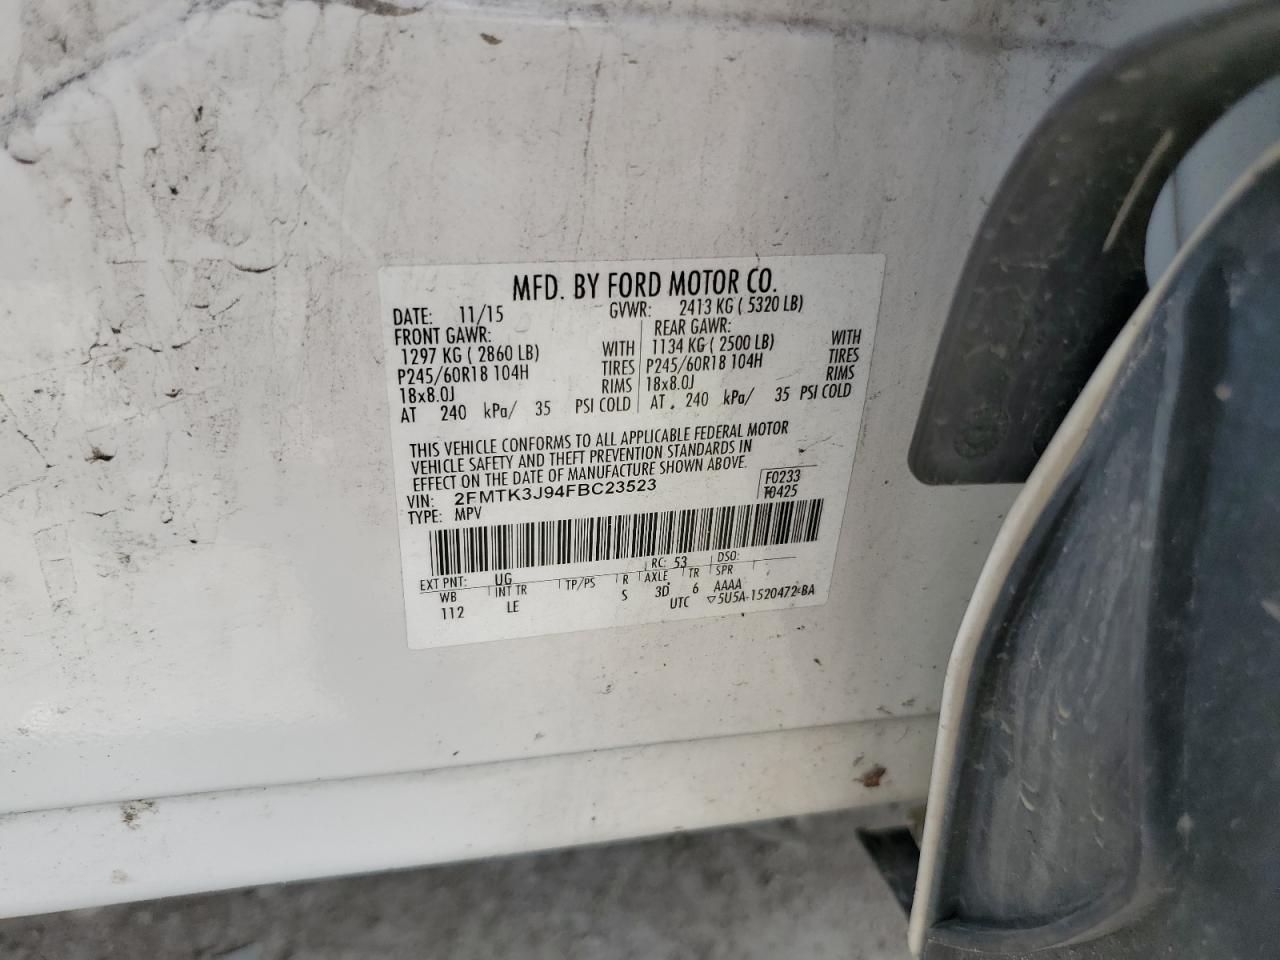 MFD. BY FORD MOTOR CO.
DATE: 11/15 GVWR: 2413 KG ( 5320 LB)
FRONT GAWR: REAR GAWR:
1297 KG ( 2860 LB) WITH 1134 KG ( 2500 LB) WITH
P245/60R18 104H TIRES P245/60R18 104H TIRES
18x8.0J RIMS 18x8.0J RIMS
AT 240 kPa/ 35 PSI COLD AT 240 kPa/ 35 PSI COLD
THIS VEHICLE CONFORMS TO ALL APPLICABLE FEDERAL MOTOR
VEHICLE SAFETY AND THEFT PREVENTION STANDARDS IN
EFFECT ON THE DATE OF MANUFACTURE SHOWN ABOVE.
VIN: 2FMTK3J94FBC23523 F0233
TYPE: MPV T0425
EXT PNT: UG RC: 53 DSO:
WB INT TR TP/PS R AXLE TR SPR
112 LE S 3D 6 AAAA
UTC ▽5U5A-1520472-BA